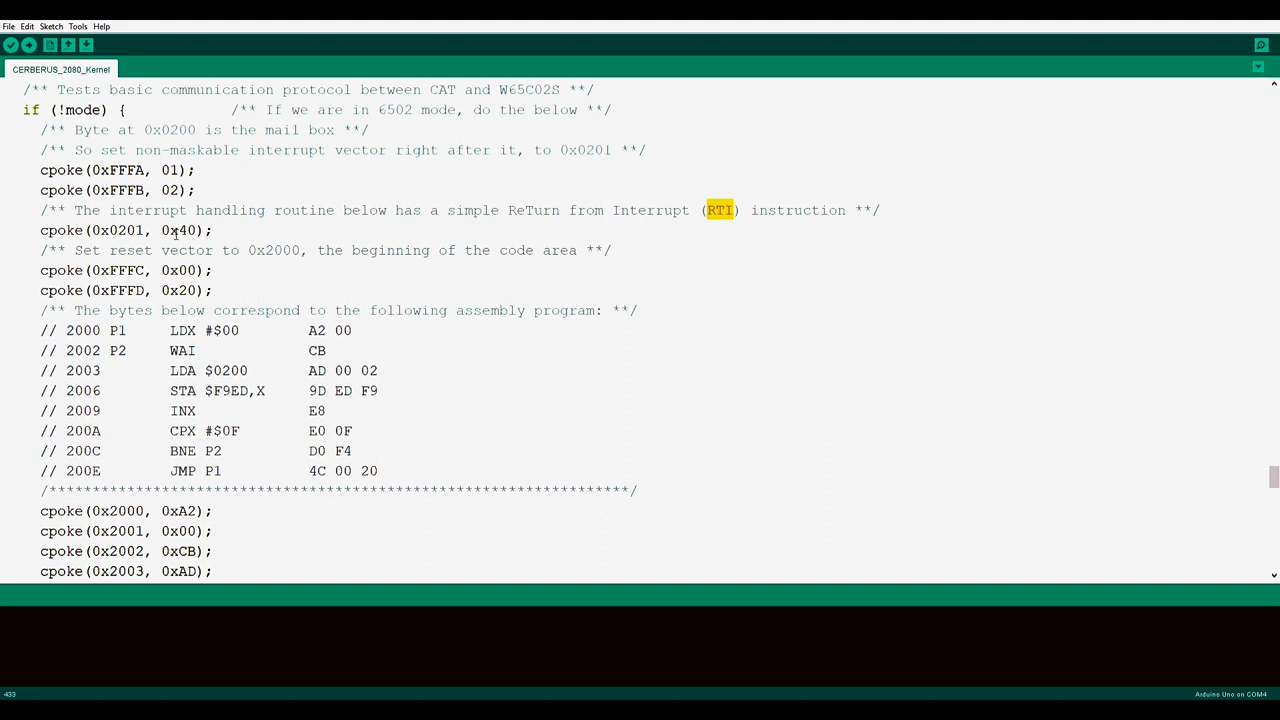 File Edit Sketch Tools Help
CERBERUS_2080_Kernel
/** Tests basic communication protocol between CAT and W65C02S **/
if (!mode) { /** If we are in 6502 mode, do the below **/
/** Byte at 0x0200 is the mail box **/
/** So set non-maskable interrupt vector right after it, to 0x0201 **/
cpoke(0xFFFA, 01);
cpoke(0xFFFB, 02);
/** The interrupt handling routine below has a simple ReTurn from Interrupt (RTI) instruction **/
cpoke(0x0201, 0x40);
/** Set reset vector to 0x2000, the beginning of the code area **/
cpoke(0xFFFC, 0x00);
cpoke(0xFFFD, 0x20);
/** The bytes below correspond to the following assembly program: **/
// 2000 P1 LDX #$00 A2 00
// 2002 P2 WAI CB
// 2003 LDA $0200 AD 00 02
// 2006 STA $F9ED,X 9D ED F9
// 2009 INX E8
// 200A CPX #$0F E0 0F
// 200C BNE P2 D0 F4
// 200E JMP P1 4C 00 20
/*******************************************************************/
cpoke(0x2000, 0xA2);
cpoke(0x2001, 0x00);
cpoke(0x2002, 0xCB);
cpoke(0x2003, 0xAD);
433
Arduino Uno on COM4